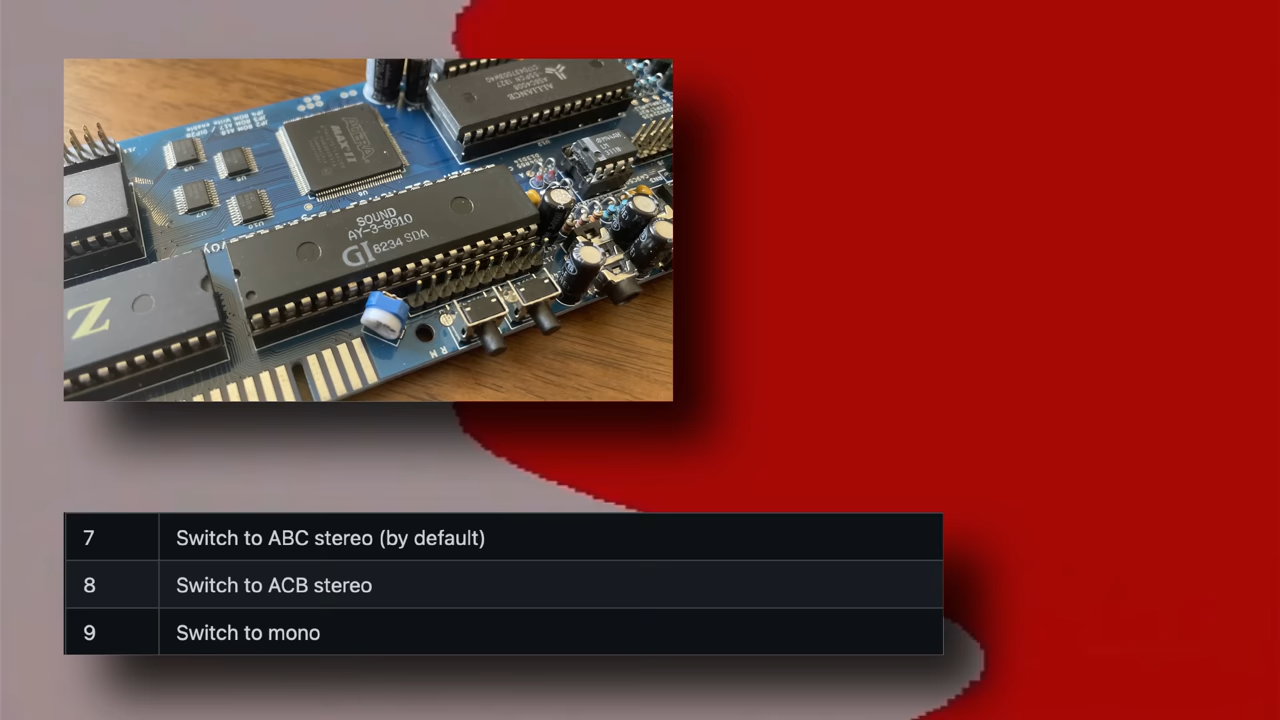 ALLIANCE
ALTERA
MAX II
SOUND
AY-3-8910
GI 8234 SDA
Z
R M
7 Switch to ABC stereo (by default)
8 Switch to ACB stereo
9 Switch to mono